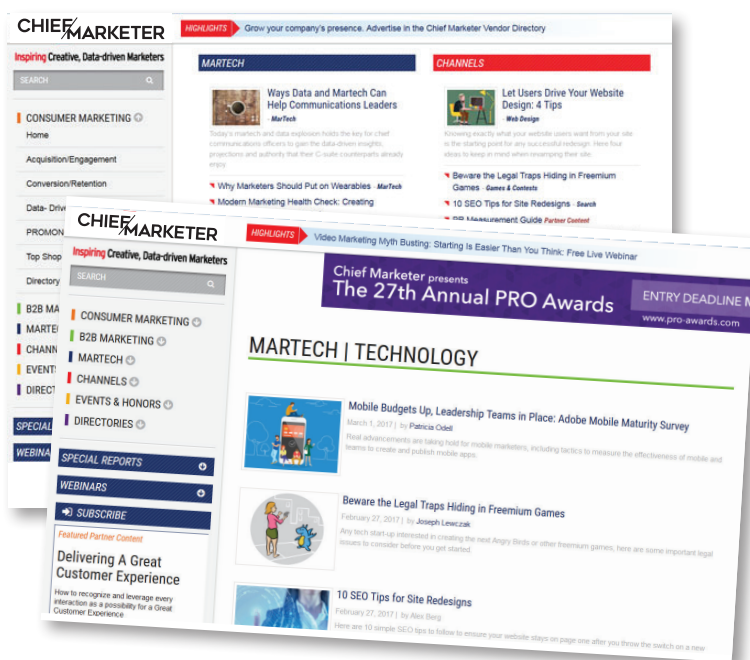 CHIEF MARKETER
Inspiring Creative, Data-driven Marketers
SEARCH
CONSUMER MARKETING
Home
Acquisition/Engagement
Conversion/Retention
PROMON
Top Shop
Directory
B2B MA
MARTE
CHANN
EVENT
DIRECT
SPECIAL
WEBINA
HIGHLIGHTS Grow your company's presence. Advertise in the Chief Marketer Vendor Directory
MARTECH
Ways Data and Martech Can
Help Communications Leaders
- MarTech
Today's martech and data explosion holds the key for chief
communications officers to gain the data-driven insights,
projections and authority that their C-suite counterparts already
enjoy.
Why Marketers Should Put on Wearables - MarTech
Modern Marketing Health Check: Creating
CHANNELS
Let Users Drive Your Website
Design: 4 Tips
- Web Design
Knowing exactly what your website users want from your site
is the starting point for any successful redesign. Here four
ideas to keep in mind when revamping their site.
Beware the Legal Traps Hiding in Freemium
Games - Games & Contests
10 SEO Tips for Site Redesigns - Search
PR Measurement Guide Partner Content
CHIEF MARKETER
Inspiring Creative, Data-driven Marketers
SEARCH
CONSUMER MARKETING
B2B MARKETING
MARTECH
CHANNELS
EVENTS & HONORS
DIRECTORIES
SPECIAL REPORTS
WEBINARS
SUBSCRIBE
Featured Partner Content
Delivering A Great
Customer Experience
How to recognize and leverage every
interaction as a possibility for a Great
Customer Experience
HIGHLIGHTS Video Marketing Myth Busting: Starting Is Easier Than You Think: Free Live Webinar
Chief Marketer presents
The 27th Annual PRO Awards
ENTRY DEADLINE M
www.pro-awards.com
MARTECH | TECHNOLOGY
Mobile Budgets Up, Leadership Teams in Place: Adobe Mobile Maturity Survey
March 1, 2017 | by Patricia Odell
Real advancements are taking hold for mobile marketers, including tactics to measure the effectiveness of mobile and
teams to create and publish mobile apps.
Beware the Legal Traps Hiding in Freemium Games
February 27, 2017 | by Joseph Lewczak
Any tech start-up interested in creating the next Angry Birds or other freemium games, here are some important legal
issues to consider before you get started.
10 SEO Tips for Site Redesigns
February 27, 2017 | by Alex Berg
Here are 10 simple SEO tips to follow to ensure your website stays on page one after you throw the switch on a new